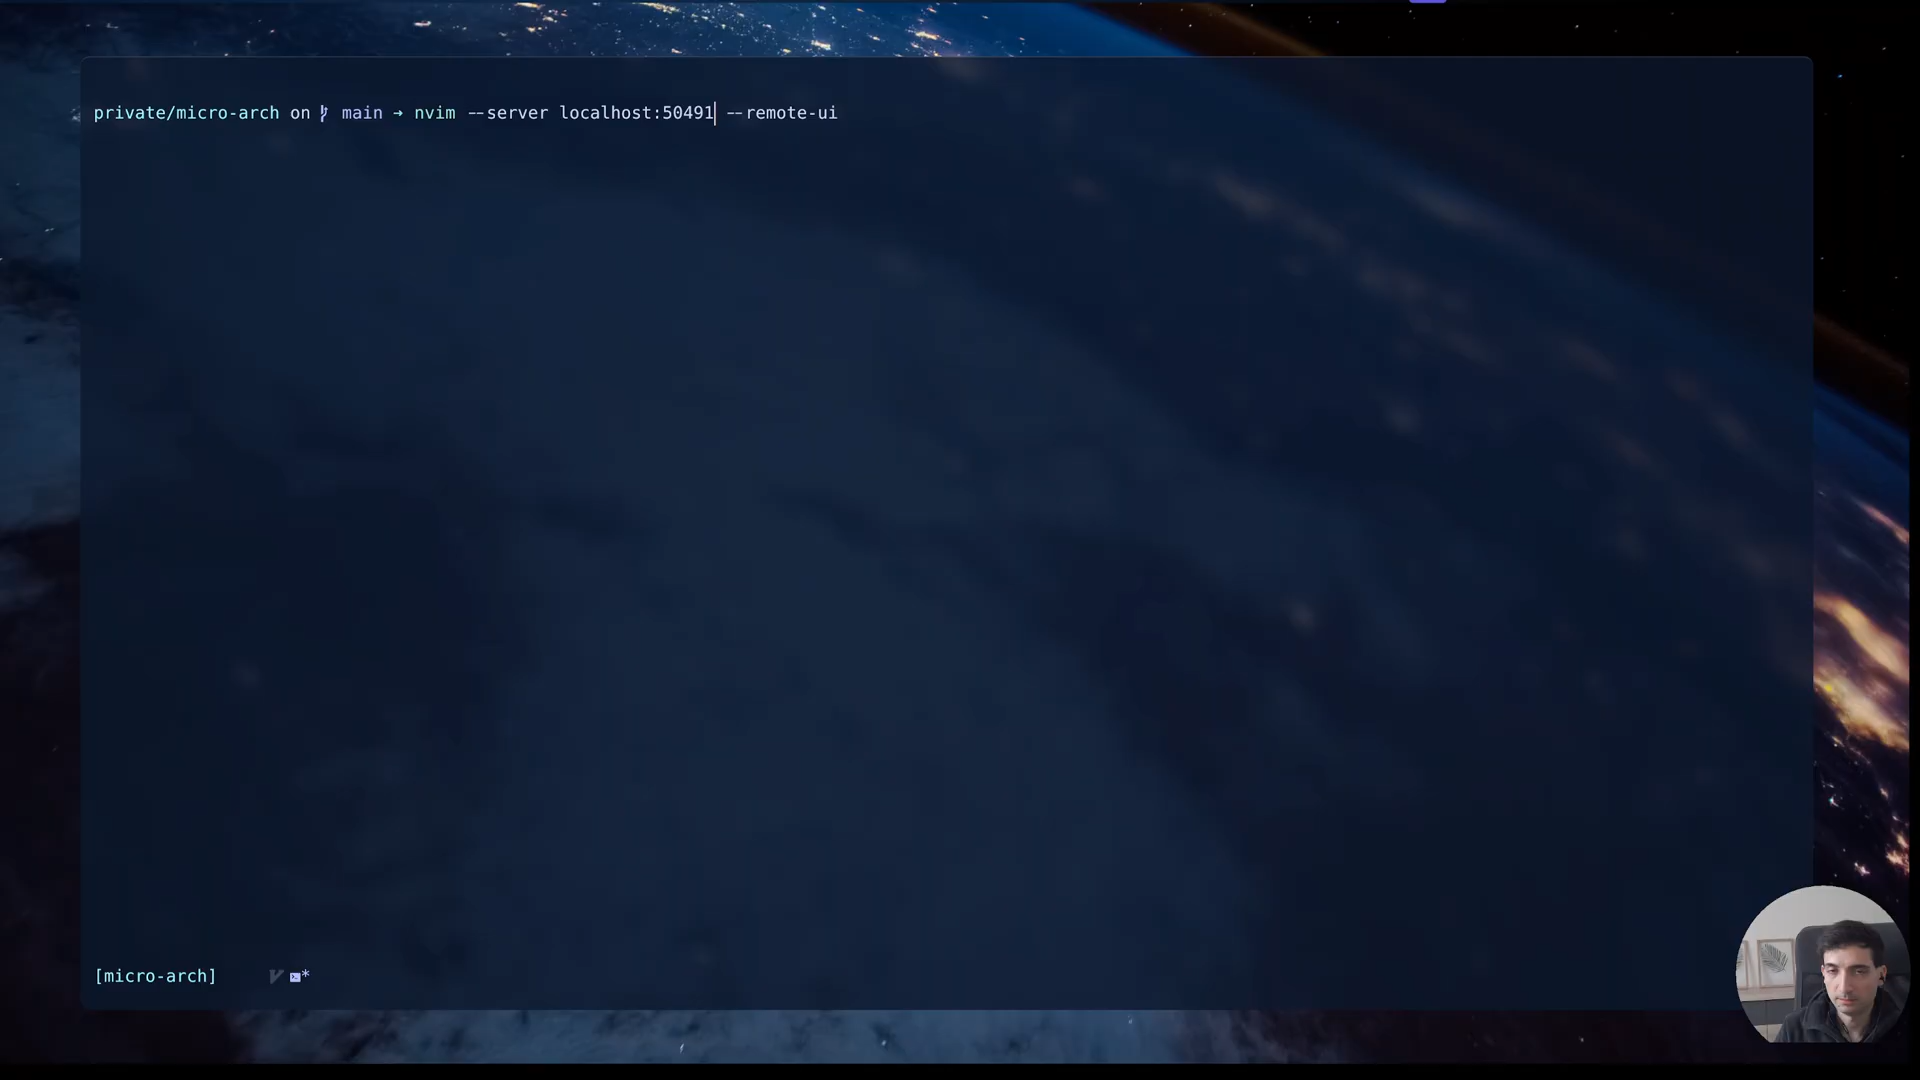 private/micro-arch on main → nvim --server localhost:50491 --remote-ui
[micro-arch] *